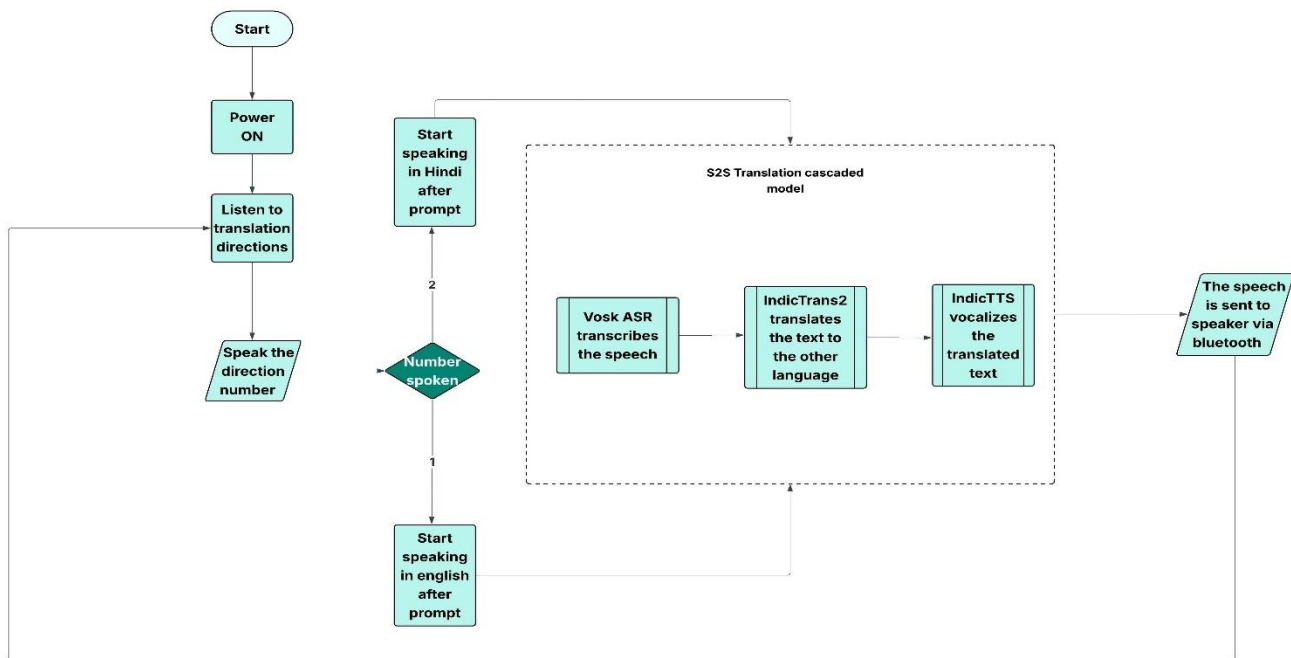 Start
Power
ON
Listen to
translation
directions
Speak the
direction
number
Number
spoken
2
Start
speaking
in Hindi
after
prompt
1
Start
speaking
in english
after
prompt
S2S Translation cascaded
model
Vosk ASR
transcribes
the speech
IndicTrans2
translates
the text to
the other
language
IndicTTS
vocalizes
the
translated
text
The speech
is sent to
speaker via
bluetooth